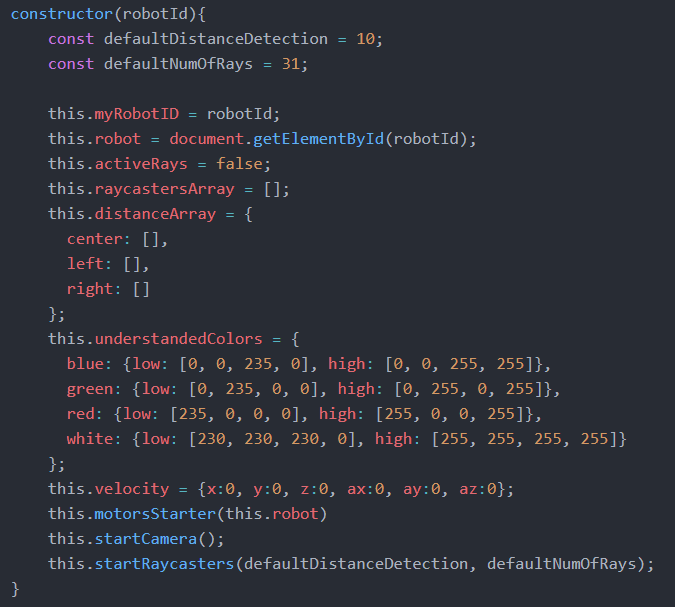 constructor(robotId){
    const defaultDistanceDetection = 10;
    const defaultNumOfRays = 31;

    this.myRobotID = robotId;
    this.robot = document.getElementById(robotId);
    this.activeRays = false;
    this.raycastersArray = [];
    this.distanceArray = {
      center: [],
      left: [],
      right: []
    };
    this.understandedColors = {
      blue: {low: [0, 0, 235, 0], high: [0, 0, 255, 255]},
      green: {low: [0, 235, 0, 0], high: [0, 255, 0, 255]},
      red: {low: [235, 0, 0, 0], high: [255, 0, 0, 255]},
      white: {low: [230, 230, 230, 0], high: [255, 255, 255, 255]}
    };
    this.velocity = {x:0, y:0, z:0, ax:0, ay:0, az:0};
    this.motorsStarter(this.robot)
    this.startCamera();
    this.startRaycasters(defaultDistanceDetection, defaultNumOfRays);
}